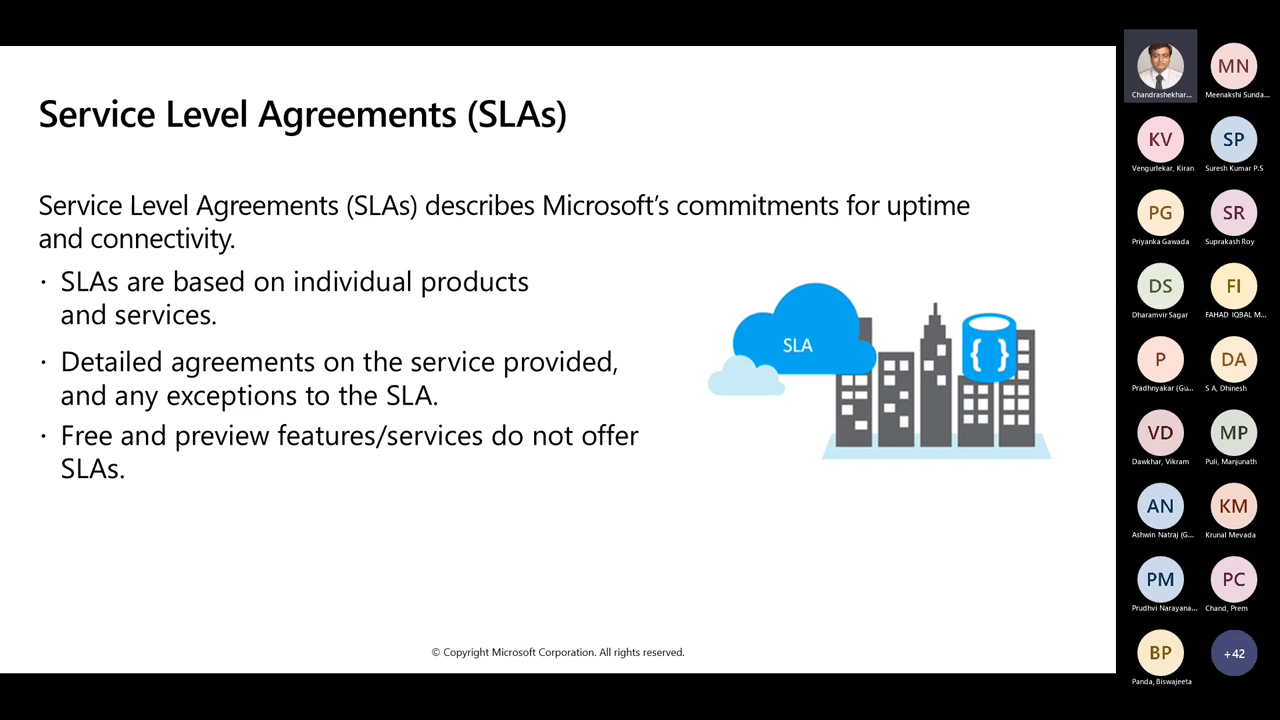 Service Level Agreements (SLAs)
Service Level Agreements (SLAs) describes Microsoft's commitments for uptime
and connectivity.
· SLAs are based on individual products
and services.
· Detailed agreements on the service provided,
and any exceptions to the SLA.
· Free and preview features/services do not offer
SLAs.
SLA
{ }
© Copyright Microsoft Corporation. All rights reserved.
Chandrashekhar...
MN
Meenakshi Sunda...
KV
Vengurlekar, Kiran
SP
Suresh Kumar P.S
PG
Priyanka Gawada
SR
Suprakash Roy
DS
Dharamvir Sagar
FI
FAHAD IQBAL M...
P
Pradhnyakar (Gu...
DA
S A, Dhinesh
VD
Dawkhar, Vikram
MP
Puli, Manjunath
AN
Ashwin Natraj (G...
KM
Krunal Mevada
PM
Prudhvi Narayana...
PC
Chand, Prem
BP
Panda, Biswajeeta
+42